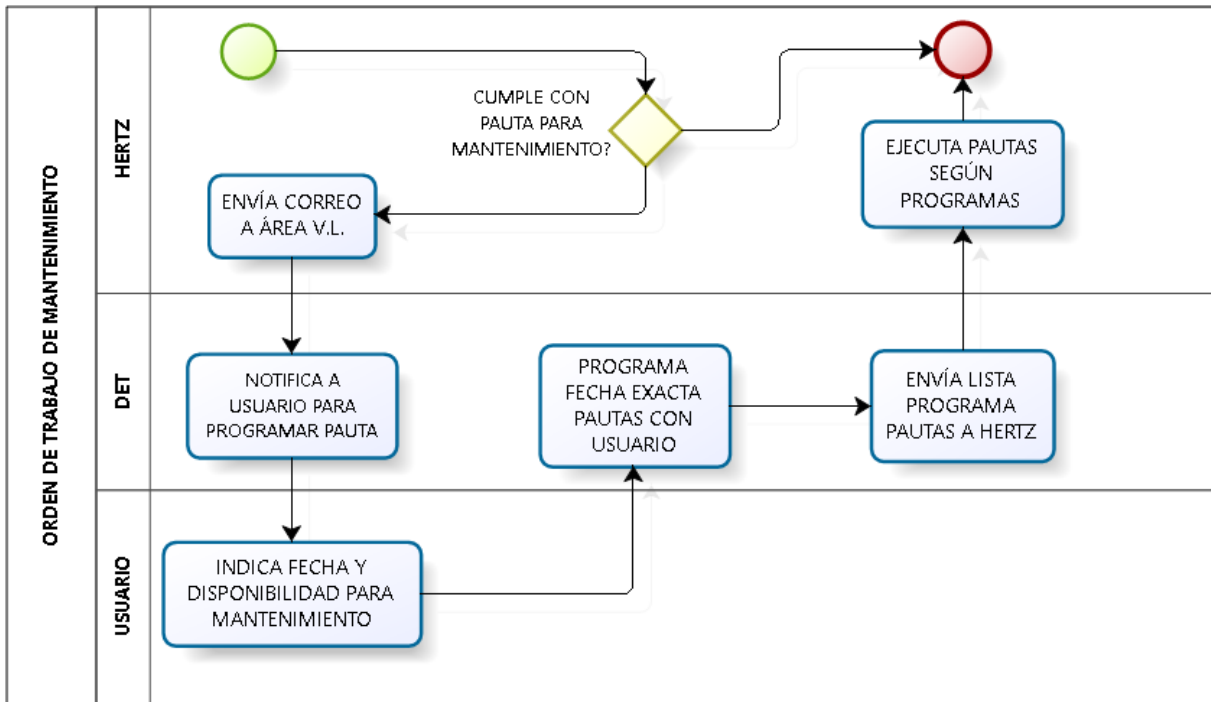 ORDEN DE TRABAJO DE MANTENIMIENTO
HERTZ
CUMPLE CON
PAUTA PARA
MANTENIMIENTO?
ENVÍA CORREO
A ÁREA V.L.
EJECUTA PAUTAS
SEGÚN
PROGRAMAS
DET
NOTIFICA A
USUARIO PARA
PROGRAMAR PAUTA
PROGRAMA
FECHA EXACTA
PAUTAS CON
USUARIO
ENVÍA LISTA
PROGRAMA
PAUTAS A HERTZ
USUARIO
INDICA FECHA Y
DISPONIBILIDAD PARA
MANTENIMIENTO